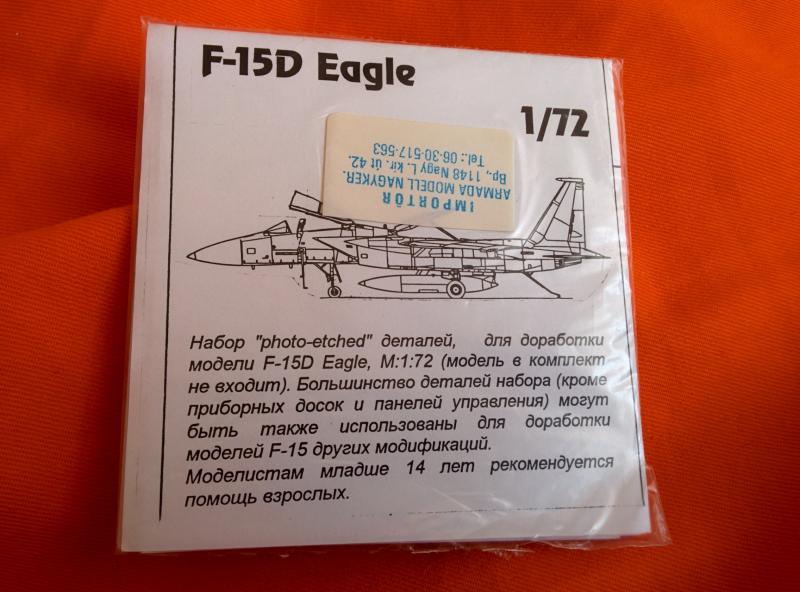 F-15D Eagle
1/72
IMPORTŐR
ARMADA MODELL NAGYKER.
Bp., 1148 Nagy L. kir. út 42.
Tel.: 06-30-517-563
Набор "photo-etched" деталей, для доработки
модели F-15D Eagle, М:1:72 (модель в комплект
не входит). Большинство деталей набора (кроме
приборных досок и панелей управления) могут
быть также использованы для доработки
моделей F-15 других модификаций.
Моделистам младше 14 лет рекомендуется
помощь взрослых.